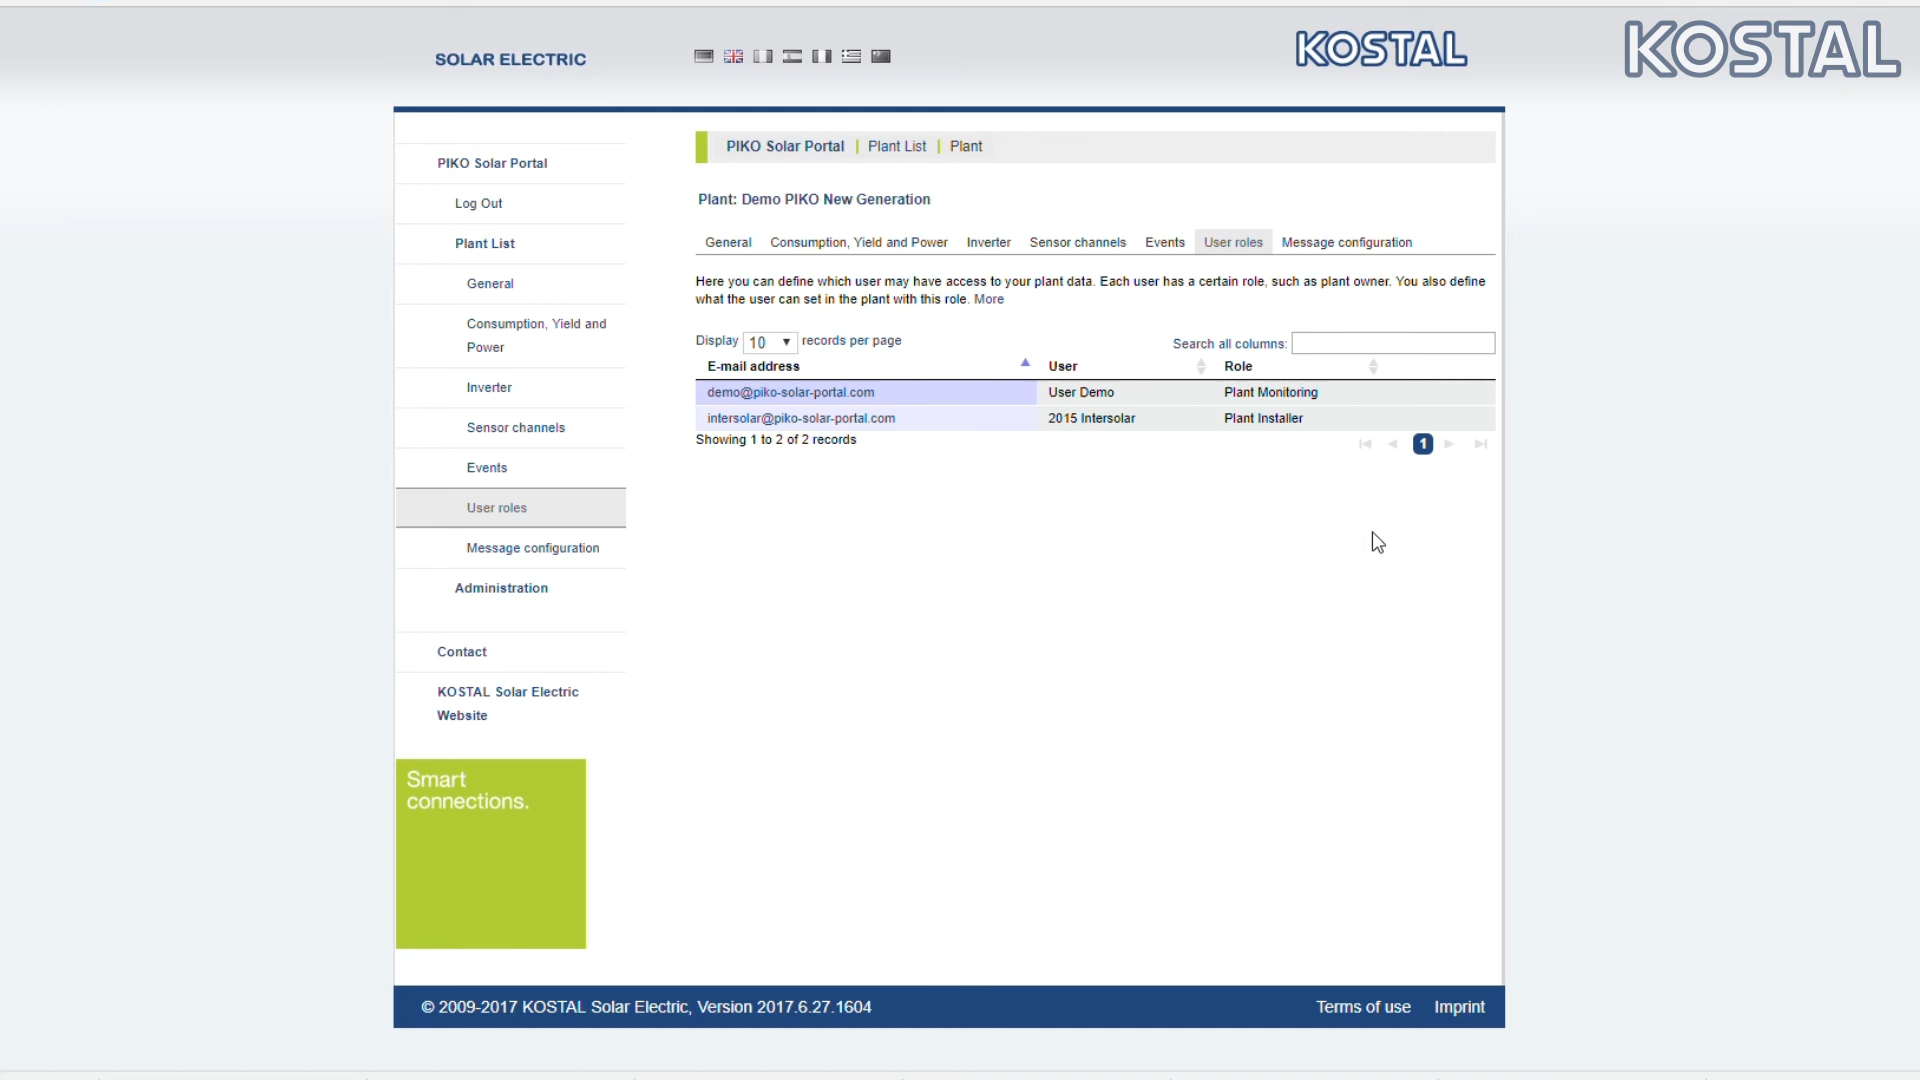 SOLAR ELECTRIC
KOSTAL
KOSTAL
PIKO Solar Portal
Log Out
Plant List
General
Consumption, Yield and
Power
Inverter
Sensor channels
Events
User roles
Message configuration
Administration
Contact
KOSTAL Solar Electric
Website
Smart
connections.
PIKO Solar Portal | Plant List | Plant
Plant: Demo PIKO New Generation
General Consumption, Yield and Power Inverter Sensor channels Events User roles Message configuration
Here you can define which user may have access to your plant data. Each user has a certain role, such as plant owner. You also define
what the user can set in the plant with this role. More
Display 10 records per page Search all columns:
E-mail address User Role
demo@piko-solar-portal.com User Demo Plant Monitoring
intersolar@piko-solar-portal.com 2015 Intersolar Plant Installer
Showing 1 to 2 of 2 records
1
© 2009-2017 KOSTAL Solar Electric, Version 2017.6.27.1604
Terms of use Imprint